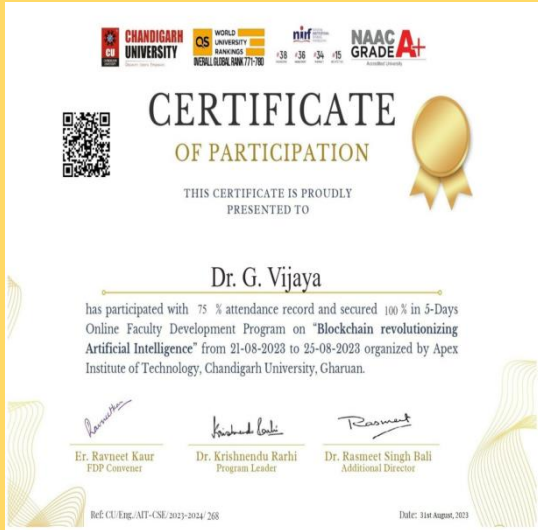 CHANDIGARH
UNIVERSITY
QS WORLD
UNIVERSITY
RANKINGS
OVERALL GLOBAL RANK 771-780
nirf
#38 #36 #34 #15
NAAC
GRADE A+
Accredited University
CERTIFICATE
OF PARTICIPATION
THIS CERTIFICATE IS PROUDLY
PRESENTED TO
Dr. G. Vijaya
has participated with 75 % attendance record and secured 100 % in 5-Days
Online Faculty Development Program on "Blockchain revolutionizing
Artificial Intelligence" from 21-08-2023 to 25-08-2023 organized by Apex
Institute of Technology, Chandigarh University, Gharuan.
Er. Ravneet Kaur
FDP Convener
Dr. Krishnendu Rarhi
Program Leader
Dr. Rasmeet Singh Bali
Additional Director
Ref: CU/Eng./AIT-CSE/2023-2024/ 268
Date: 31st August, 2023